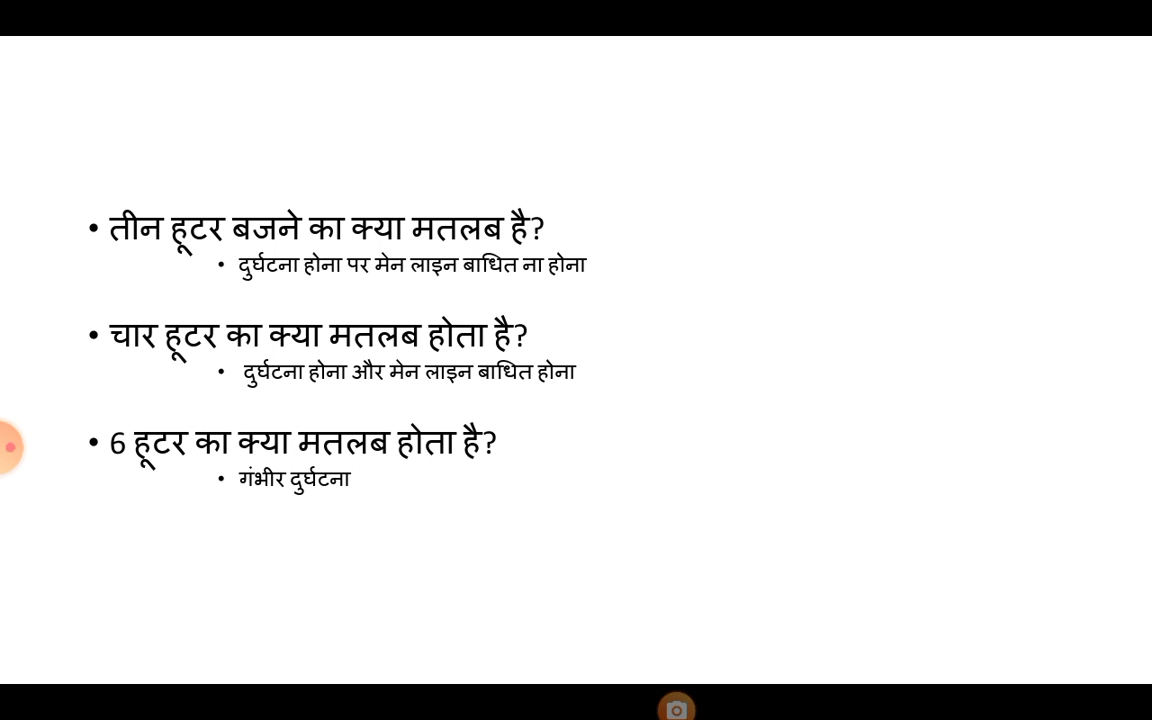 • तीन हूटर बजने का क्या मतलब है?
• दुर्घटना होना पर मेन लाइन बाधित ना होना
• चार हूटर का क्या मतलब होता है?
• दुर्घटना होना और मेन लाइन बाधित होना
• 6 हूटर का क्या मतलब होता है?
• गंभीर दुर्घटना